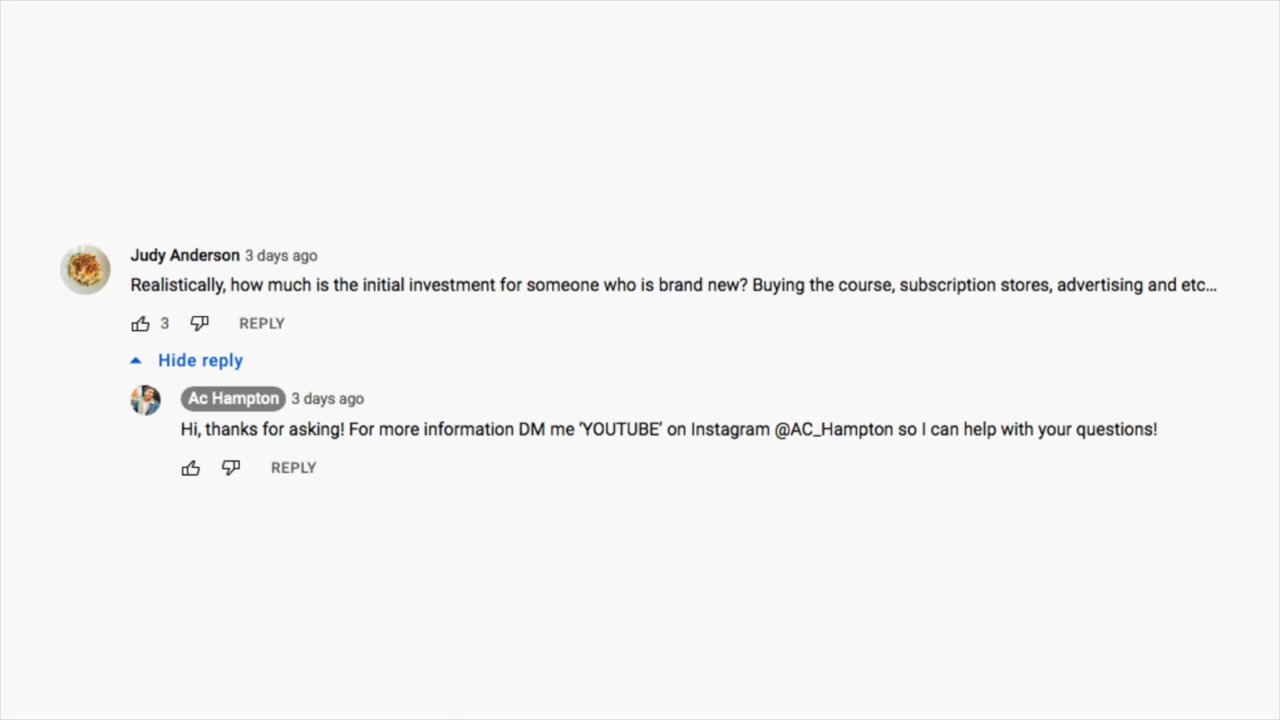 Judy Anderson 3 days ago
Realistically, how much is the initial investment for someone who is brand new? Buying the course, subscription stores, advertising and etc...
3 REPLY
Hide reply
Ac Hampton 3 days ago
Hi, thanks for asking! For more information DM me ‘YOUTUBE’ on Instagram @AC_Hampton so I can help with your questions!
REPLY